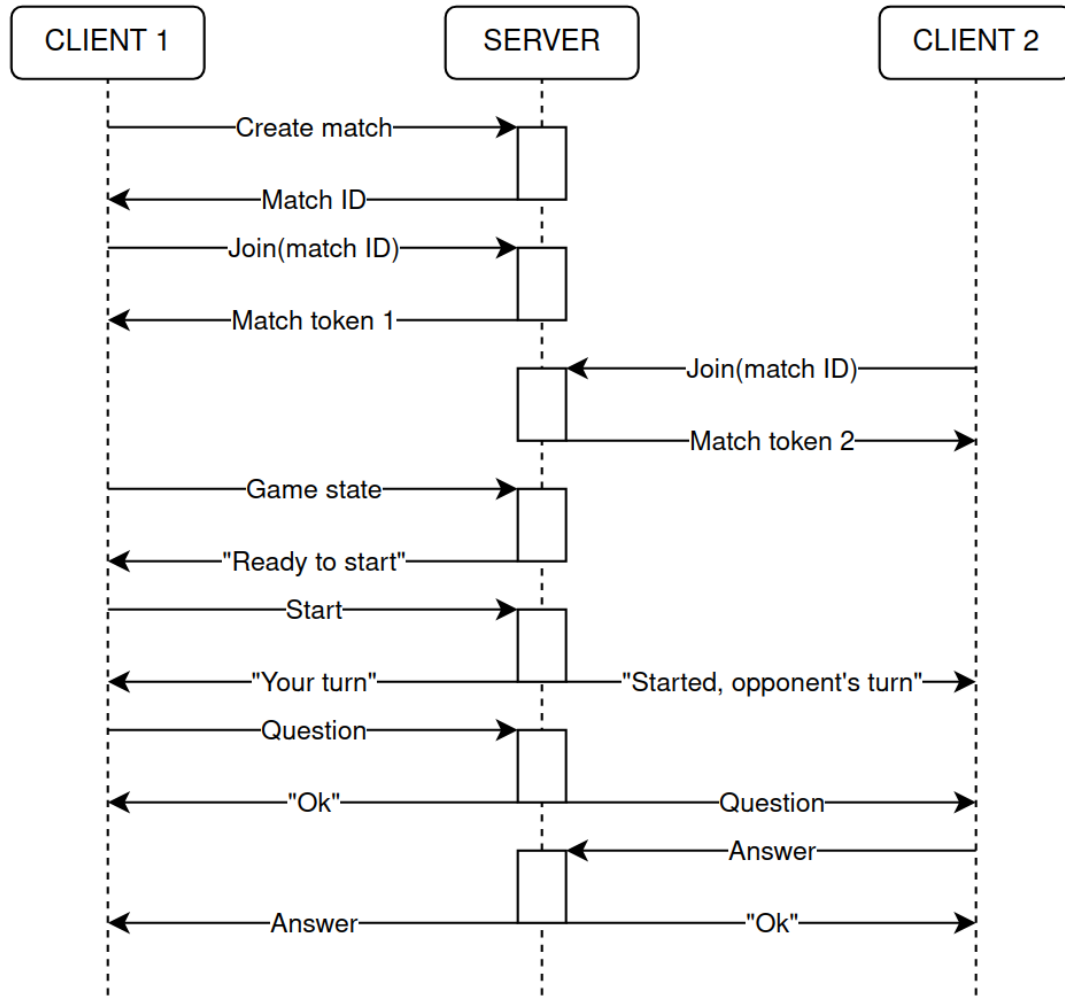 CLIENT 1
SERVER
CLIENT 2
Create match
Match ID
Join(match ID)
Match token 1
Join(match ID)
Match token 2
Game state
"Ready to start"
Start
"Your turn"
"Started, opponent's turn"
Question
"Ok"
Question
Answer
Answer
"Ok"